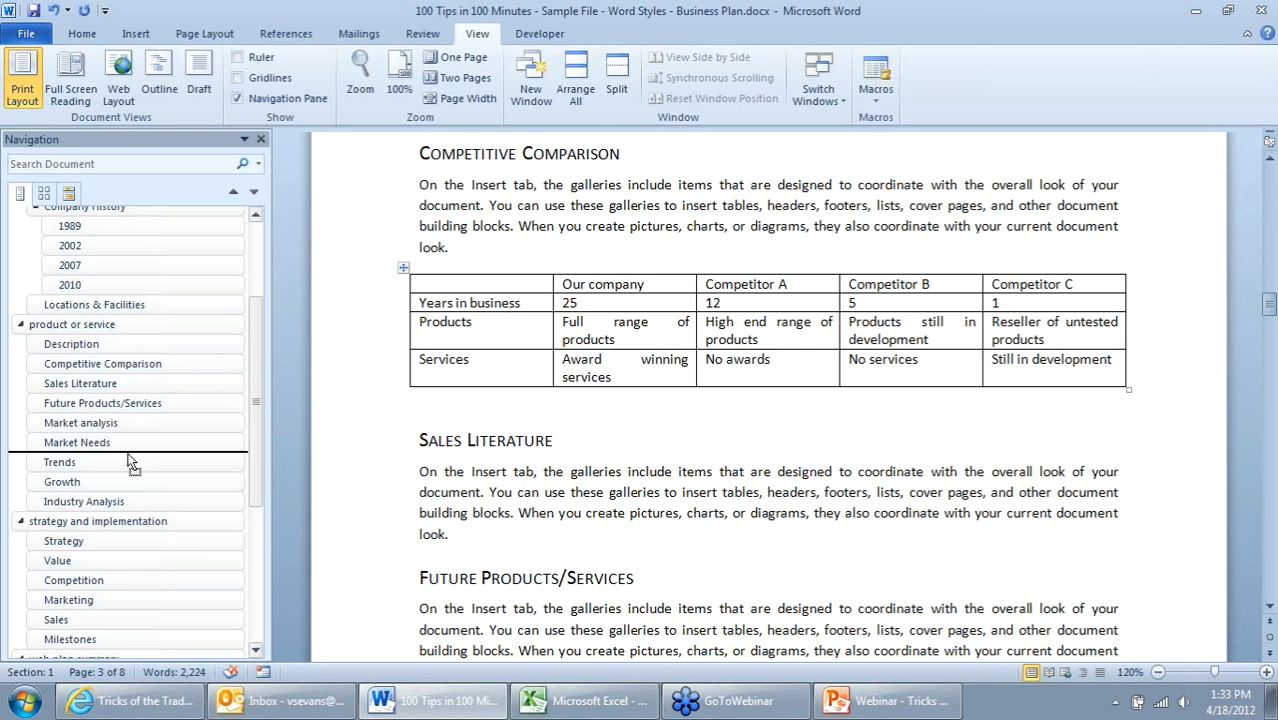 100 Tips in 100 Minutes - Sample File - Word Styles - Business Plan.docx - Microsoft Word
File Home Insert Page Layout References Mailings Review View Developer
Print Layout
Full Screen Reading
Web Layout
Outline
Draft
Document Views
Ruler
Gridlines
Navigation Pane
Show
Zoom
100%
One Page
Two Pages
Page Width
Zoom
New Window
Arrange All
Split
View Side by Side
Synchronous Scrolling
Reset Window Position
Window
Switch Windows
Macros
Macros
Navigation
Search Document
Company History
1989
2002
2007
2010
Locations & Facilities
product or service
Description
Competitive Comparison
Sales Literature
Future Products/Services
Market analysis
Market Needs
Trends
Growth
Industry Analysis
strategy and implementation
Strategy
Value
Competition
Marketing
Sales
Milestones
COMPETITIVE COMPARISON
On the Insert tab, the galleries include items that are designed to coordinate with the overall look of your
document. You can use these galleries to insert tables, headers, footers, lists, cover pages, and other document
building blocks. When you create pictures, charts, or diagrams, they also coordinate with your current document
look.
Our company Competitor A Competitor B Competitor C
Years in business 25 12 5 1
Products Full range of products High end range of products Products still in development Reseller of untested products
Services Award winning services No awards No services Still in development
SALES LITERATURE
On the Insert tab, the galleries include items that are designed to coordinate with the overall look of your
document. You can use these galleries to insert tables, headers, footers, lists, cover pages, and other document
building blocks. When you create pictures, charts, or diagrams, they also coordinate with your current document
look.
FUTURE PRODUCTS/SERVICES
On the Insert tab, the galleries include items that are designed to coordinate with the overall look of your
document. You can use these galleries to insert tables, headers, footers, lists, cover pages, and other document
building blocks. When you create pictures, charts, or diagrams, they also coordinate with your current document
Section: 1 Page: 3 of 8 Words: 2,224 120%
Tricks of the Trad... Inbox - vsevans@... 100 Tips in 100 Mi... Microsoft Excel - ... GoToWebinar Webinar - Tricks ... 1:33 PM
4/18/2012